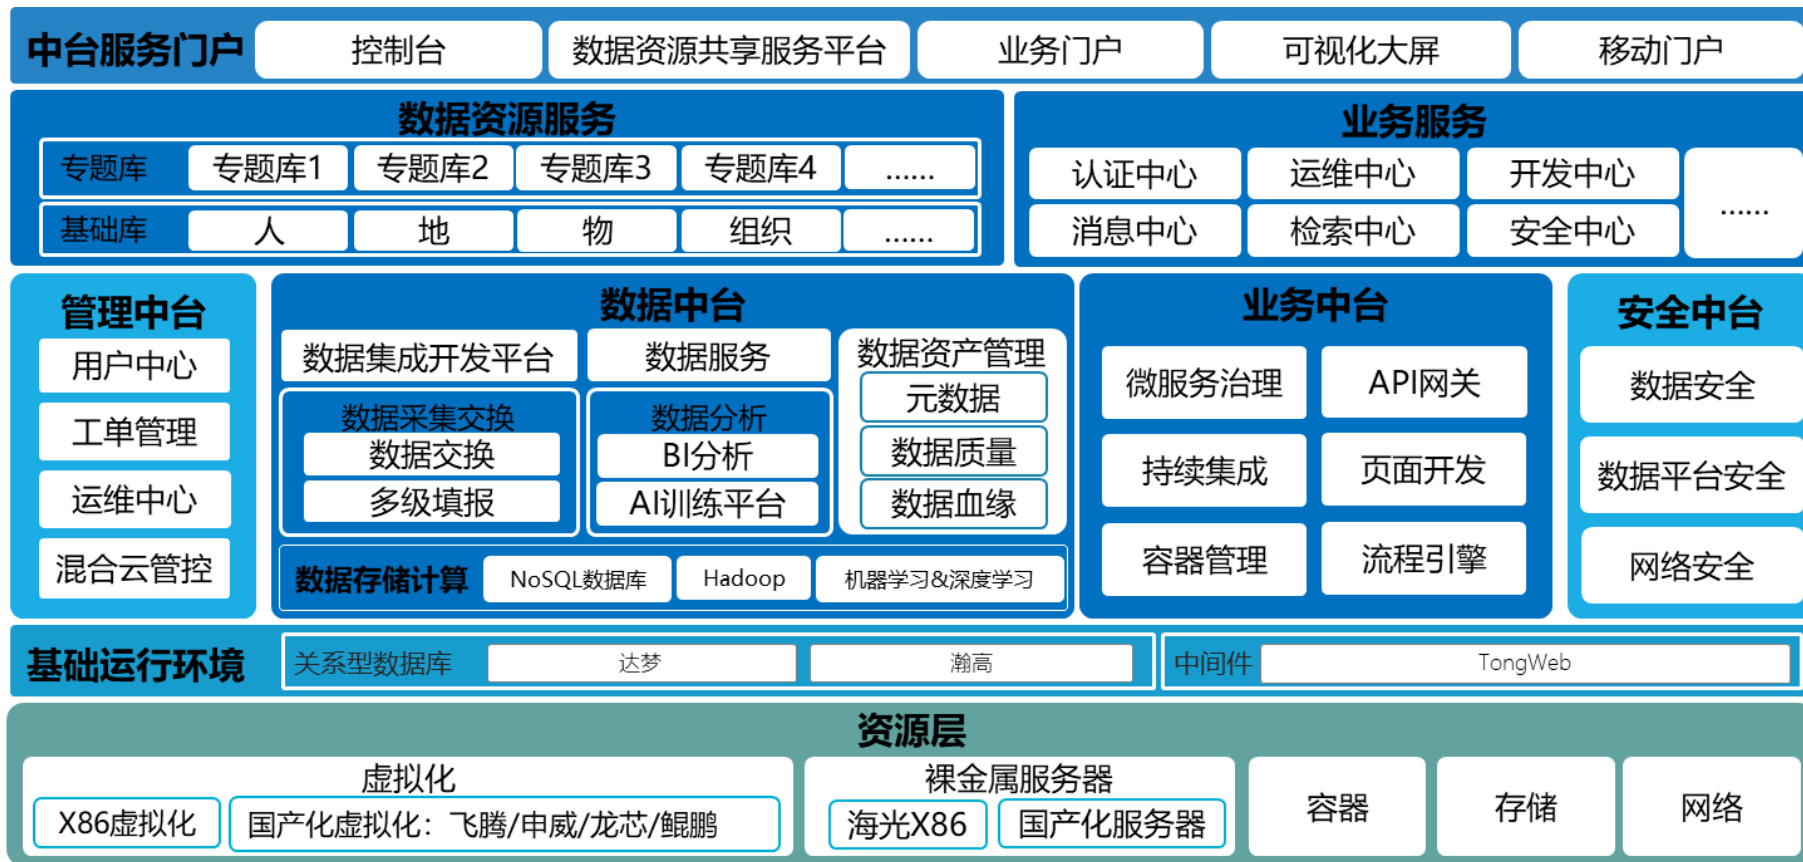 中台服务门户 控制台 数据资源共享服务平台 业务门户 可视化大屏 移动门户
数据资源服务
专题库 专题库1 专题库2 专题库3 专题库4 ......
基础库 人 地 物 组织 ......
业务服务
认证中心 运维中心 开发中心 ......
消息中心 检索中心 安全中心
管理中台
用户中心
工单管理
运维中心
混合云管控
数据中台
数据集成开发平台 数据服务
数据采集交换
数据交换
多级填报
数据分析
BI分析
AI训练平台
数据资产管理
元数据
数据质量
数据血缘
数据存储计算 NoSQL数据库 Hadoop 机器学习&深度学习
业务中台
微服务治理 API网关
持续集成 页面开发
容器管理 流程引擎
安全中台
数据安全
数据平台安全
网络安全
基础运行环境 关系型数据库 达梦 瀚高 中间件 TongWeb
资源层
虚拟化
X86虚拟化 国产化虚拟化：飞腾/申威/龙芯/鲲鹏
裸金属服务器
海光X86 国产化服务器
容器 存储 网络